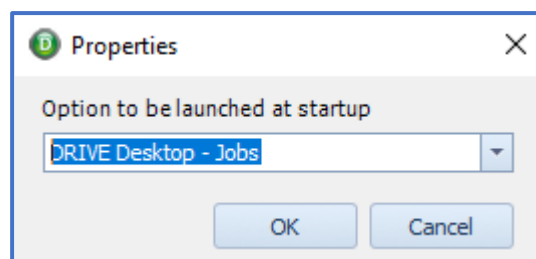 Properties
Option to be launched at startup
DRIVE Desktop - Jobs
OK Cancel